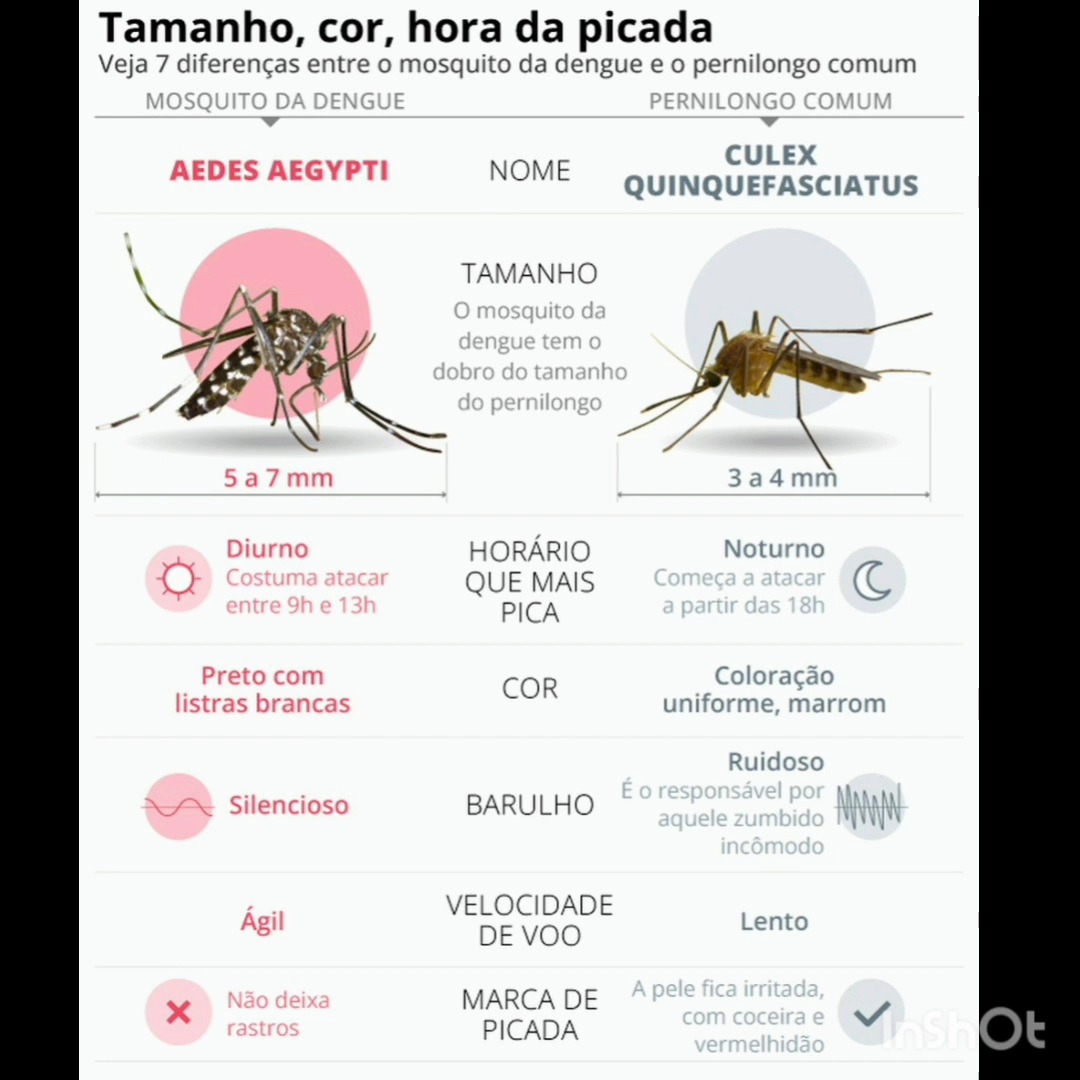 Tamanho, cor, hora da picada
Veja 7 diferenças entre o mosquito da dengue e o pernilongo comum
MOSQUITO DA DENGUE
PERNILONGO COMUM
AEDES AEGYPTI
NOME
CULEX
QUINQUEFASCIATUS
TAMANHO
O mosquito da
dengue tem o
dobro do tamanho
do pernilongo
5 a 7 mm
3 a 4 mm
Diurno
Costuma atacar
entre 9h e 13h
HORÁRIO
QUE MAIS
PICA
Noturno
Começa a atacar
a partir das 18h
Preto com
listras brancas
COR
Coloração
uniforme, marrom
Silencioso
BARULHO
Ruidoso
É o responsável por
aquele zumbido
incômodo
Ágil
VELOCIDADE
DE VOO
Lento
Não deixa
rastros
MARCA DE
PICADA
A pele fica irritada,
com coceira e
vermelhidão
InShOt